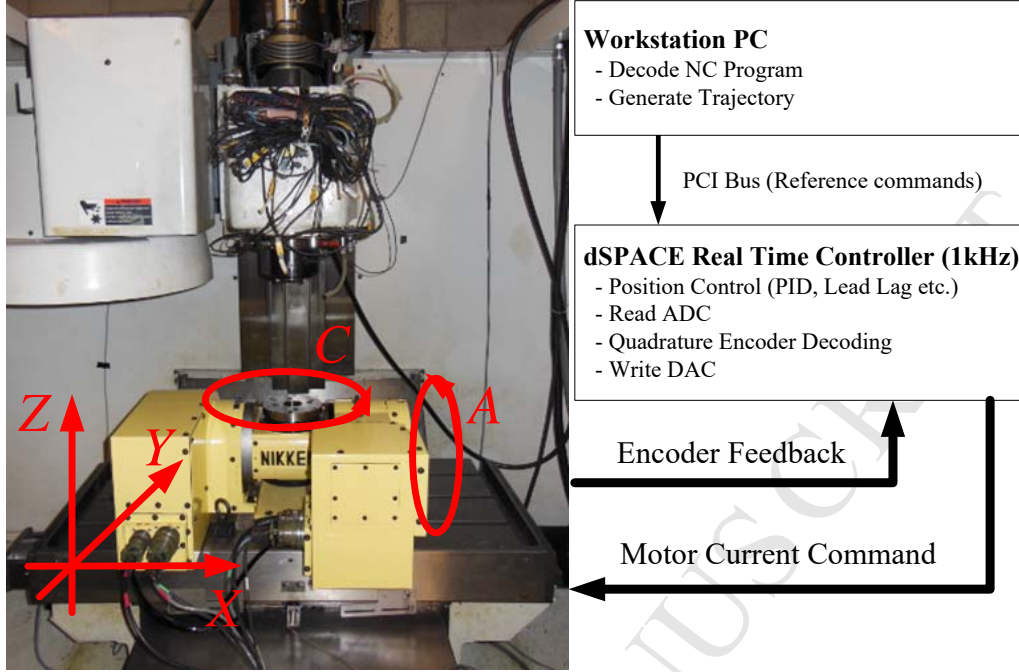 Workstation PC
- Decode NC Program
- Generate Trajectory
PCI Bus (Reference commands)
dSPACE Real Time Controller (1kHz)
- Position Control (PID, Lead Lag etc.)
- Read ADC
- Quadrature Encoder Decoding
- Write DAC
Encoder Feedback
Motor Current Command
C
A
Z
Y
NIKKE
X